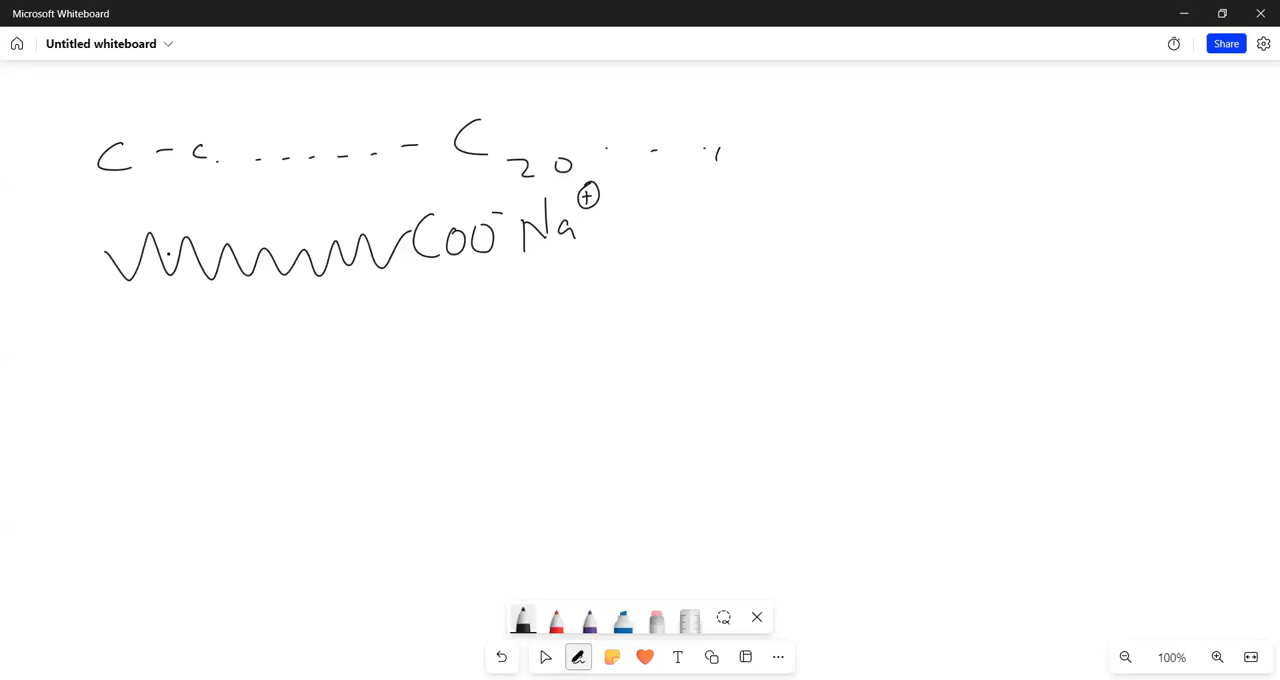 Microsoft Whiteboard
Untitled whiteboard
Share
C - c. - - - - - - C₂₀ . - . ,
COO⁻ Na⁺
T
100%